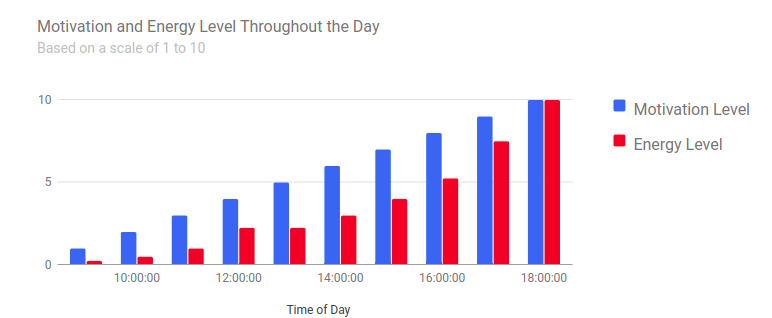 Motivation and Energy Level Throughout the Day
Based on a scale of 1 to 10
10
5
0
Motivation Level
Energy Level
10:00:00 12:00:00 14:00:00 16:00:00 18:00:00
Time of Day